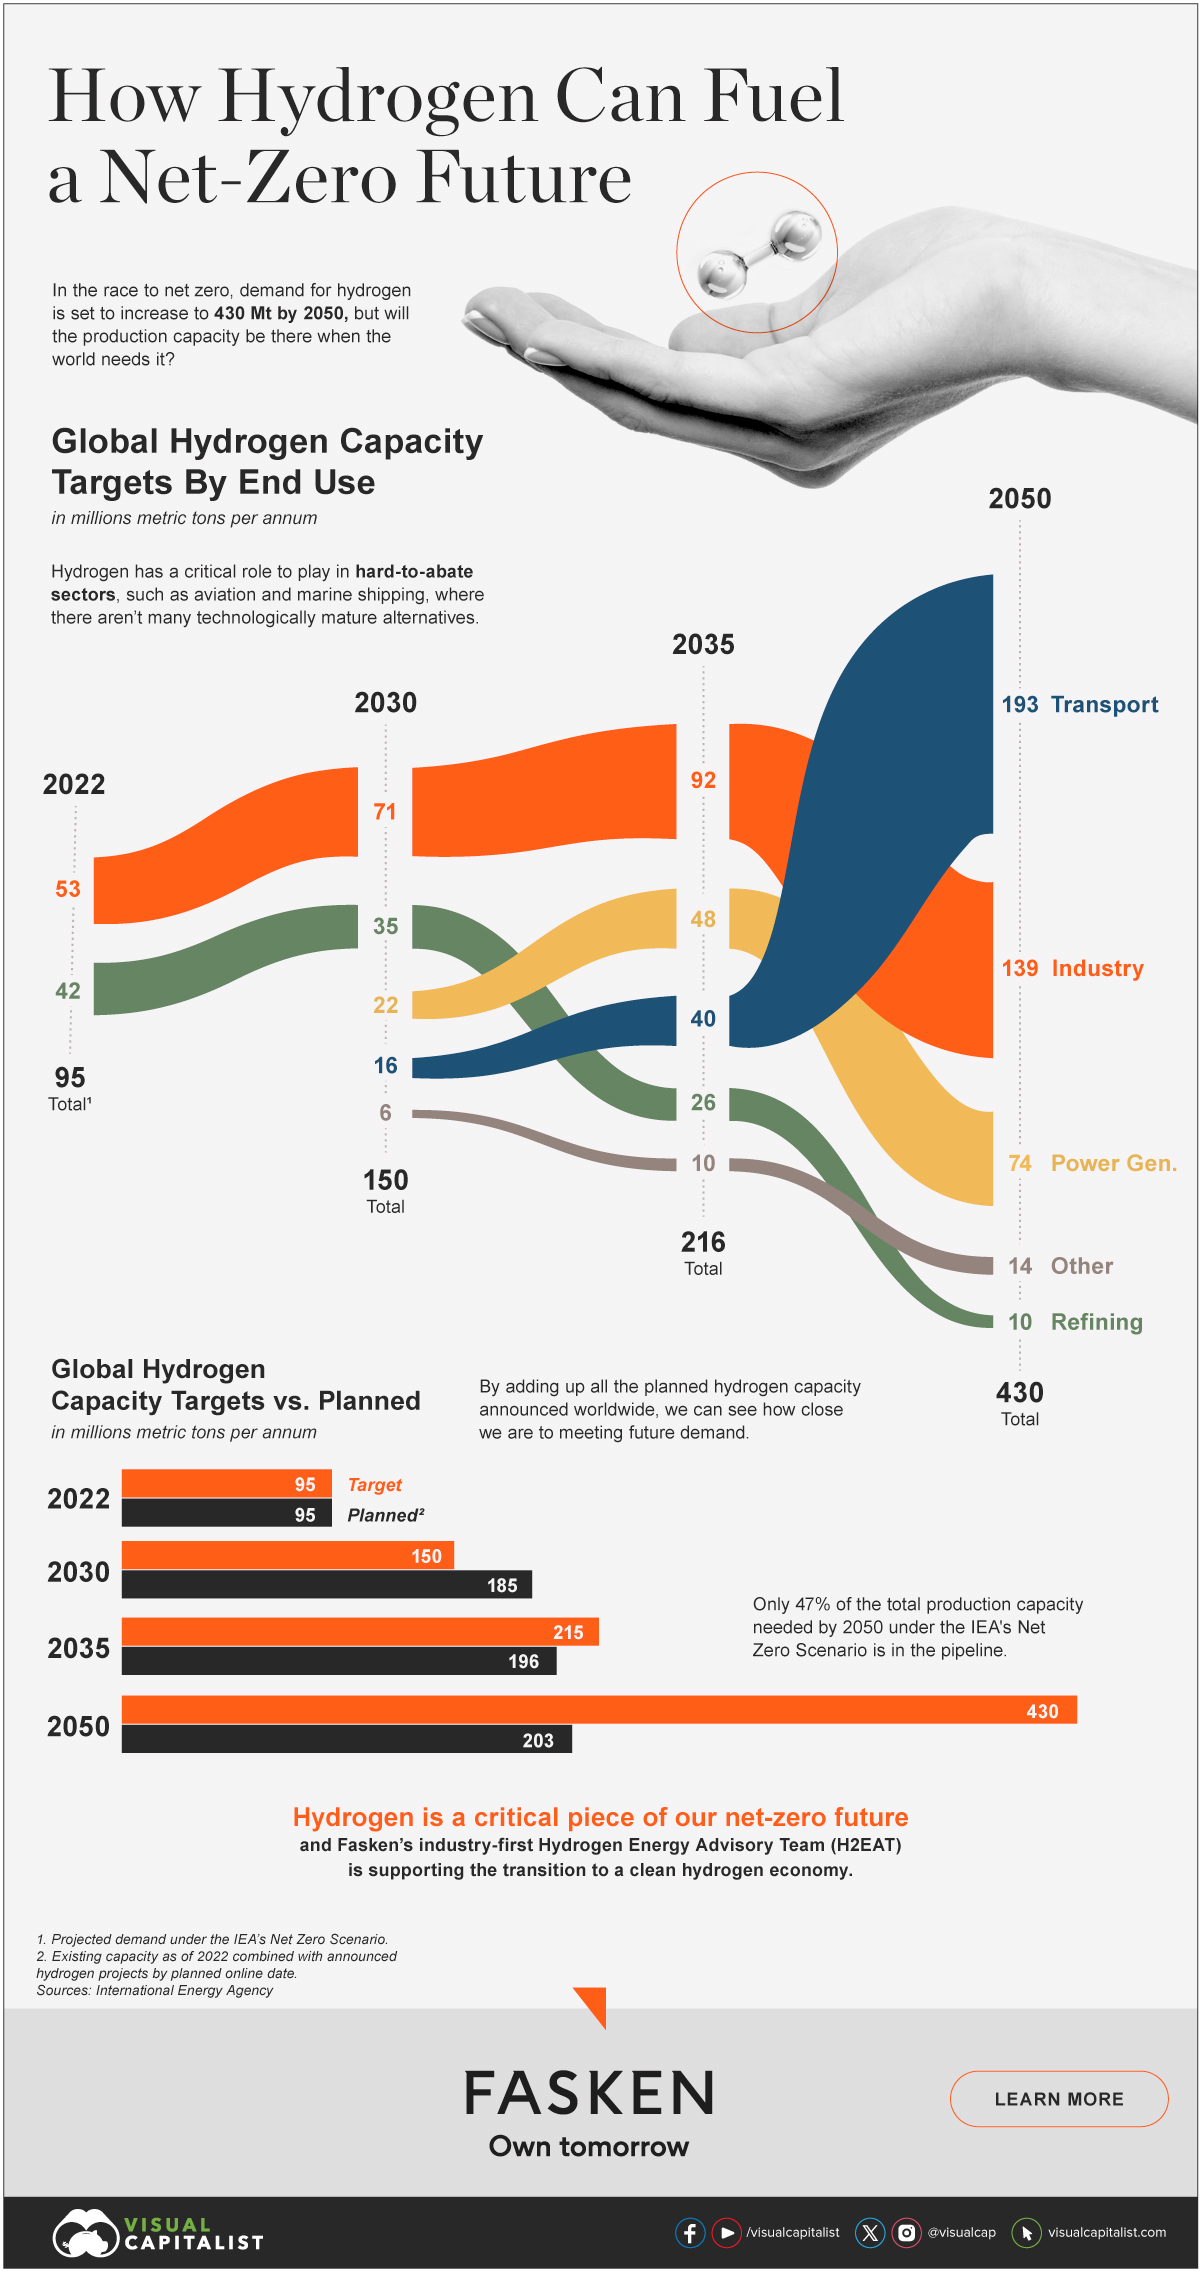 How Hydrogen Can Fuel
a Net-Zero Future
In the race to net zero, demand for hydrogen
is set to increase to 430 Mt by 2050, but will
the production capacity be there when the
world needs it?
Global Hydrogen Capacity
Targets By End Use
in millions metric tons per annum
Hydrogen has a critical role to play in hard-to-abate
sectors, such as aviation and marine shipping, where
there aren't many technologically mature alternatives.
2022
53
42
95
Total¹
2030
71
35
22
16
6
150
Total
2035
92
48
40
26
10
216
Total
2050
193 Transport
139 Industry
74 Power Gen.
14 Other
10 Refining
430
Total
Global Hydrogen
Capacity Targets vs. Planned
in millions metric tons per annum
By adding up all the planned hydrogen capacity
announced worldwide, we can see how close
we are to meeting future demand.
2022
95 Target
95 Planned²
2030
150
185
2035
215
196
2050
430
203
Only 47% of the total production capacity
needed by 2050 under the IEA's Net
Zero Scenario is in the pipeline.
Hydrogen is a critical piece of our net-zero future
and Fasken's industry-first Hydrogen Energy Advisory Team (H2EAT)
is supporting the transition to a clean hydrogen economy.
1. Projected demand under the IEA's Net Zero Scenario.
2. Existing capacity as of 2022 combined with announced
hydrogen projects by planned online date.
Sources: International Energy Agency
FASKEN
Own tomorrow
LEARN MORE
VISUAL
CAPITALIST
/visualcapitalist
@visualcap
visualcapitalist.com